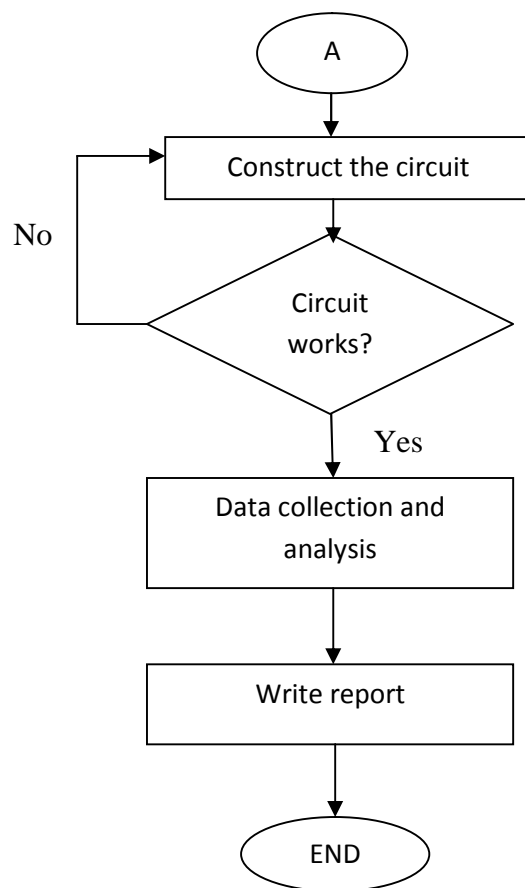 A
Construct the circuit
No
Circuit
works?
Yes
Data collection and
analysis
Write report
END